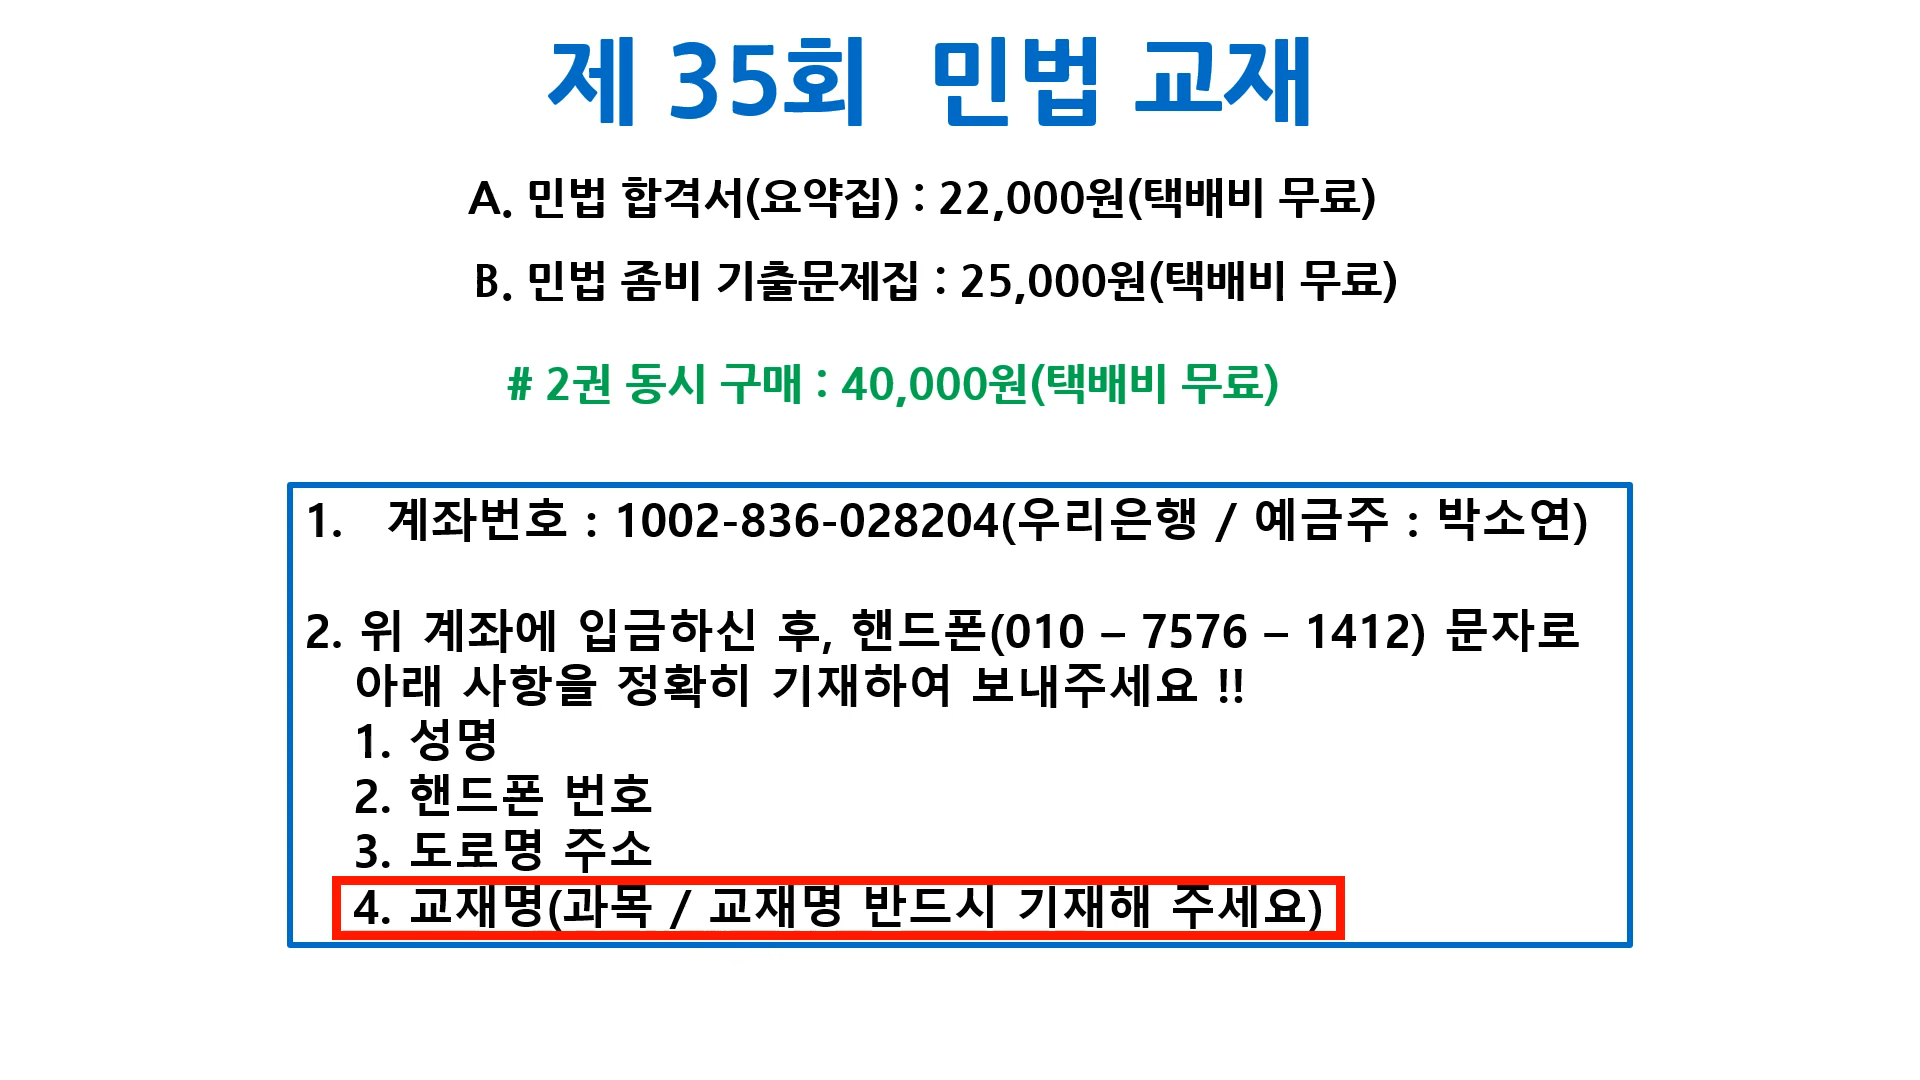 제 35회 민법 교재
A. 민법 합격서(요약집) : 22,000원(택배비 무료)
B. 민법 좀비 기출문제집 : 25,000원(택배비 무료)
# 2권 동시 구매 : 40,000원(택배비 무료)
1. 계좌번호 : 1002-836-028204(우리은행 / 예금주 : 박소연)
2. 위 계좌에 입금하신 후, 핸드폰(010 – 7576 – 1412) 문자로
아래 사항을 정확히 기재하여 보내주세요 !!
1. 성명
2. 핸드폰 번호
3. 도로명 주소
4. 교재명(과목 / 교재명 반드시 기재해 주세요)